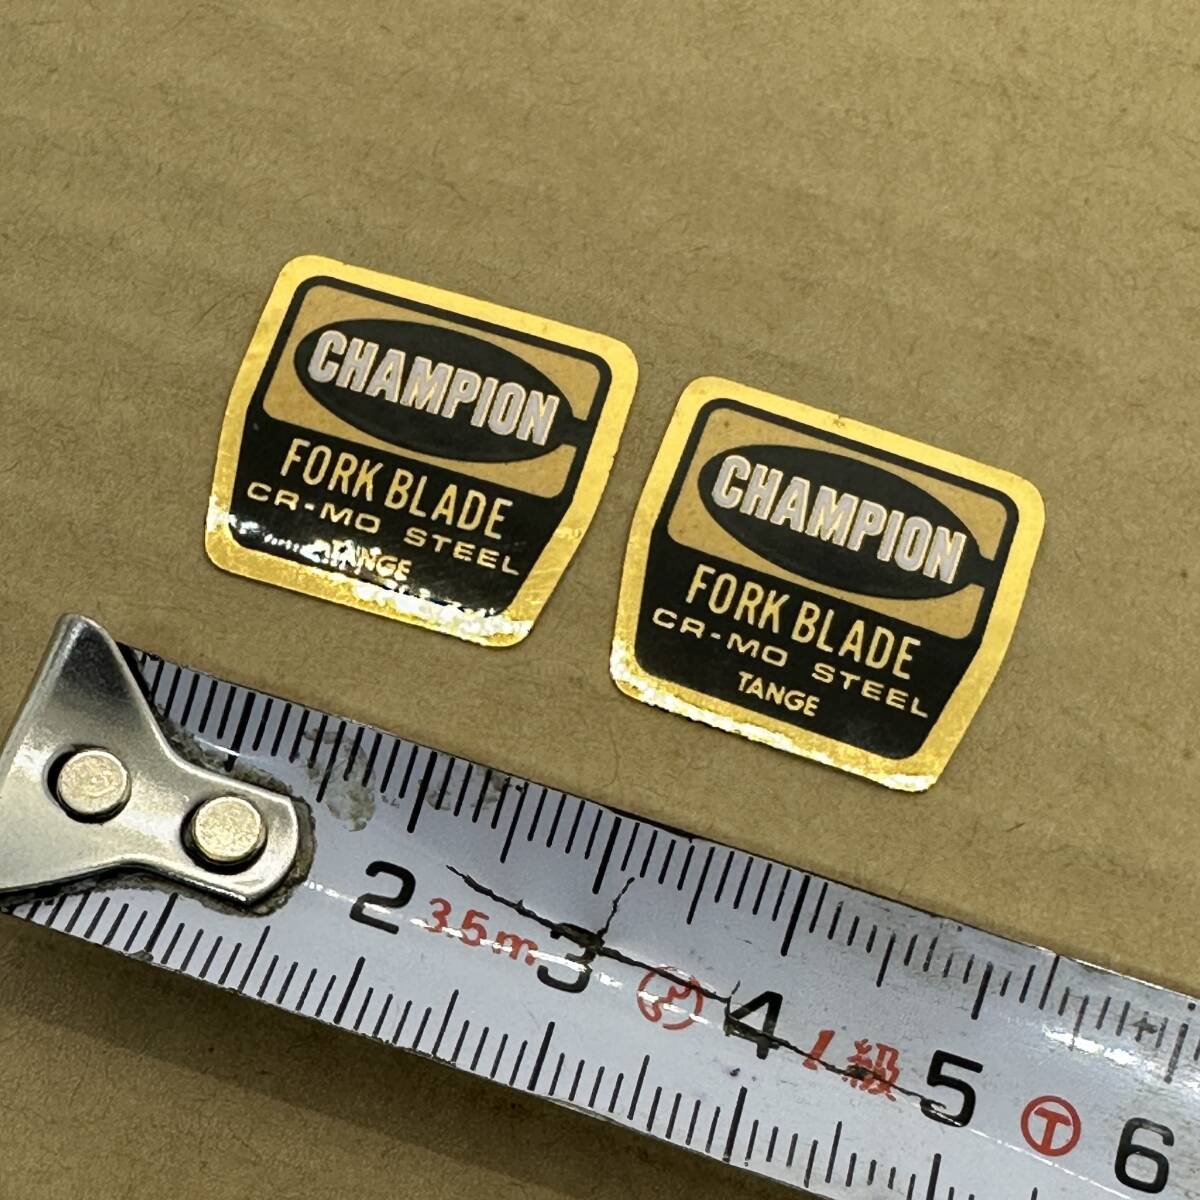 CHAMPION
FORK BLADE
CR-MO STEEL
TANGE
CHAMPION
FORK BLADE
CR-MO STEEL
TANGE
2 3.5m 3 4 1級 5 T 6